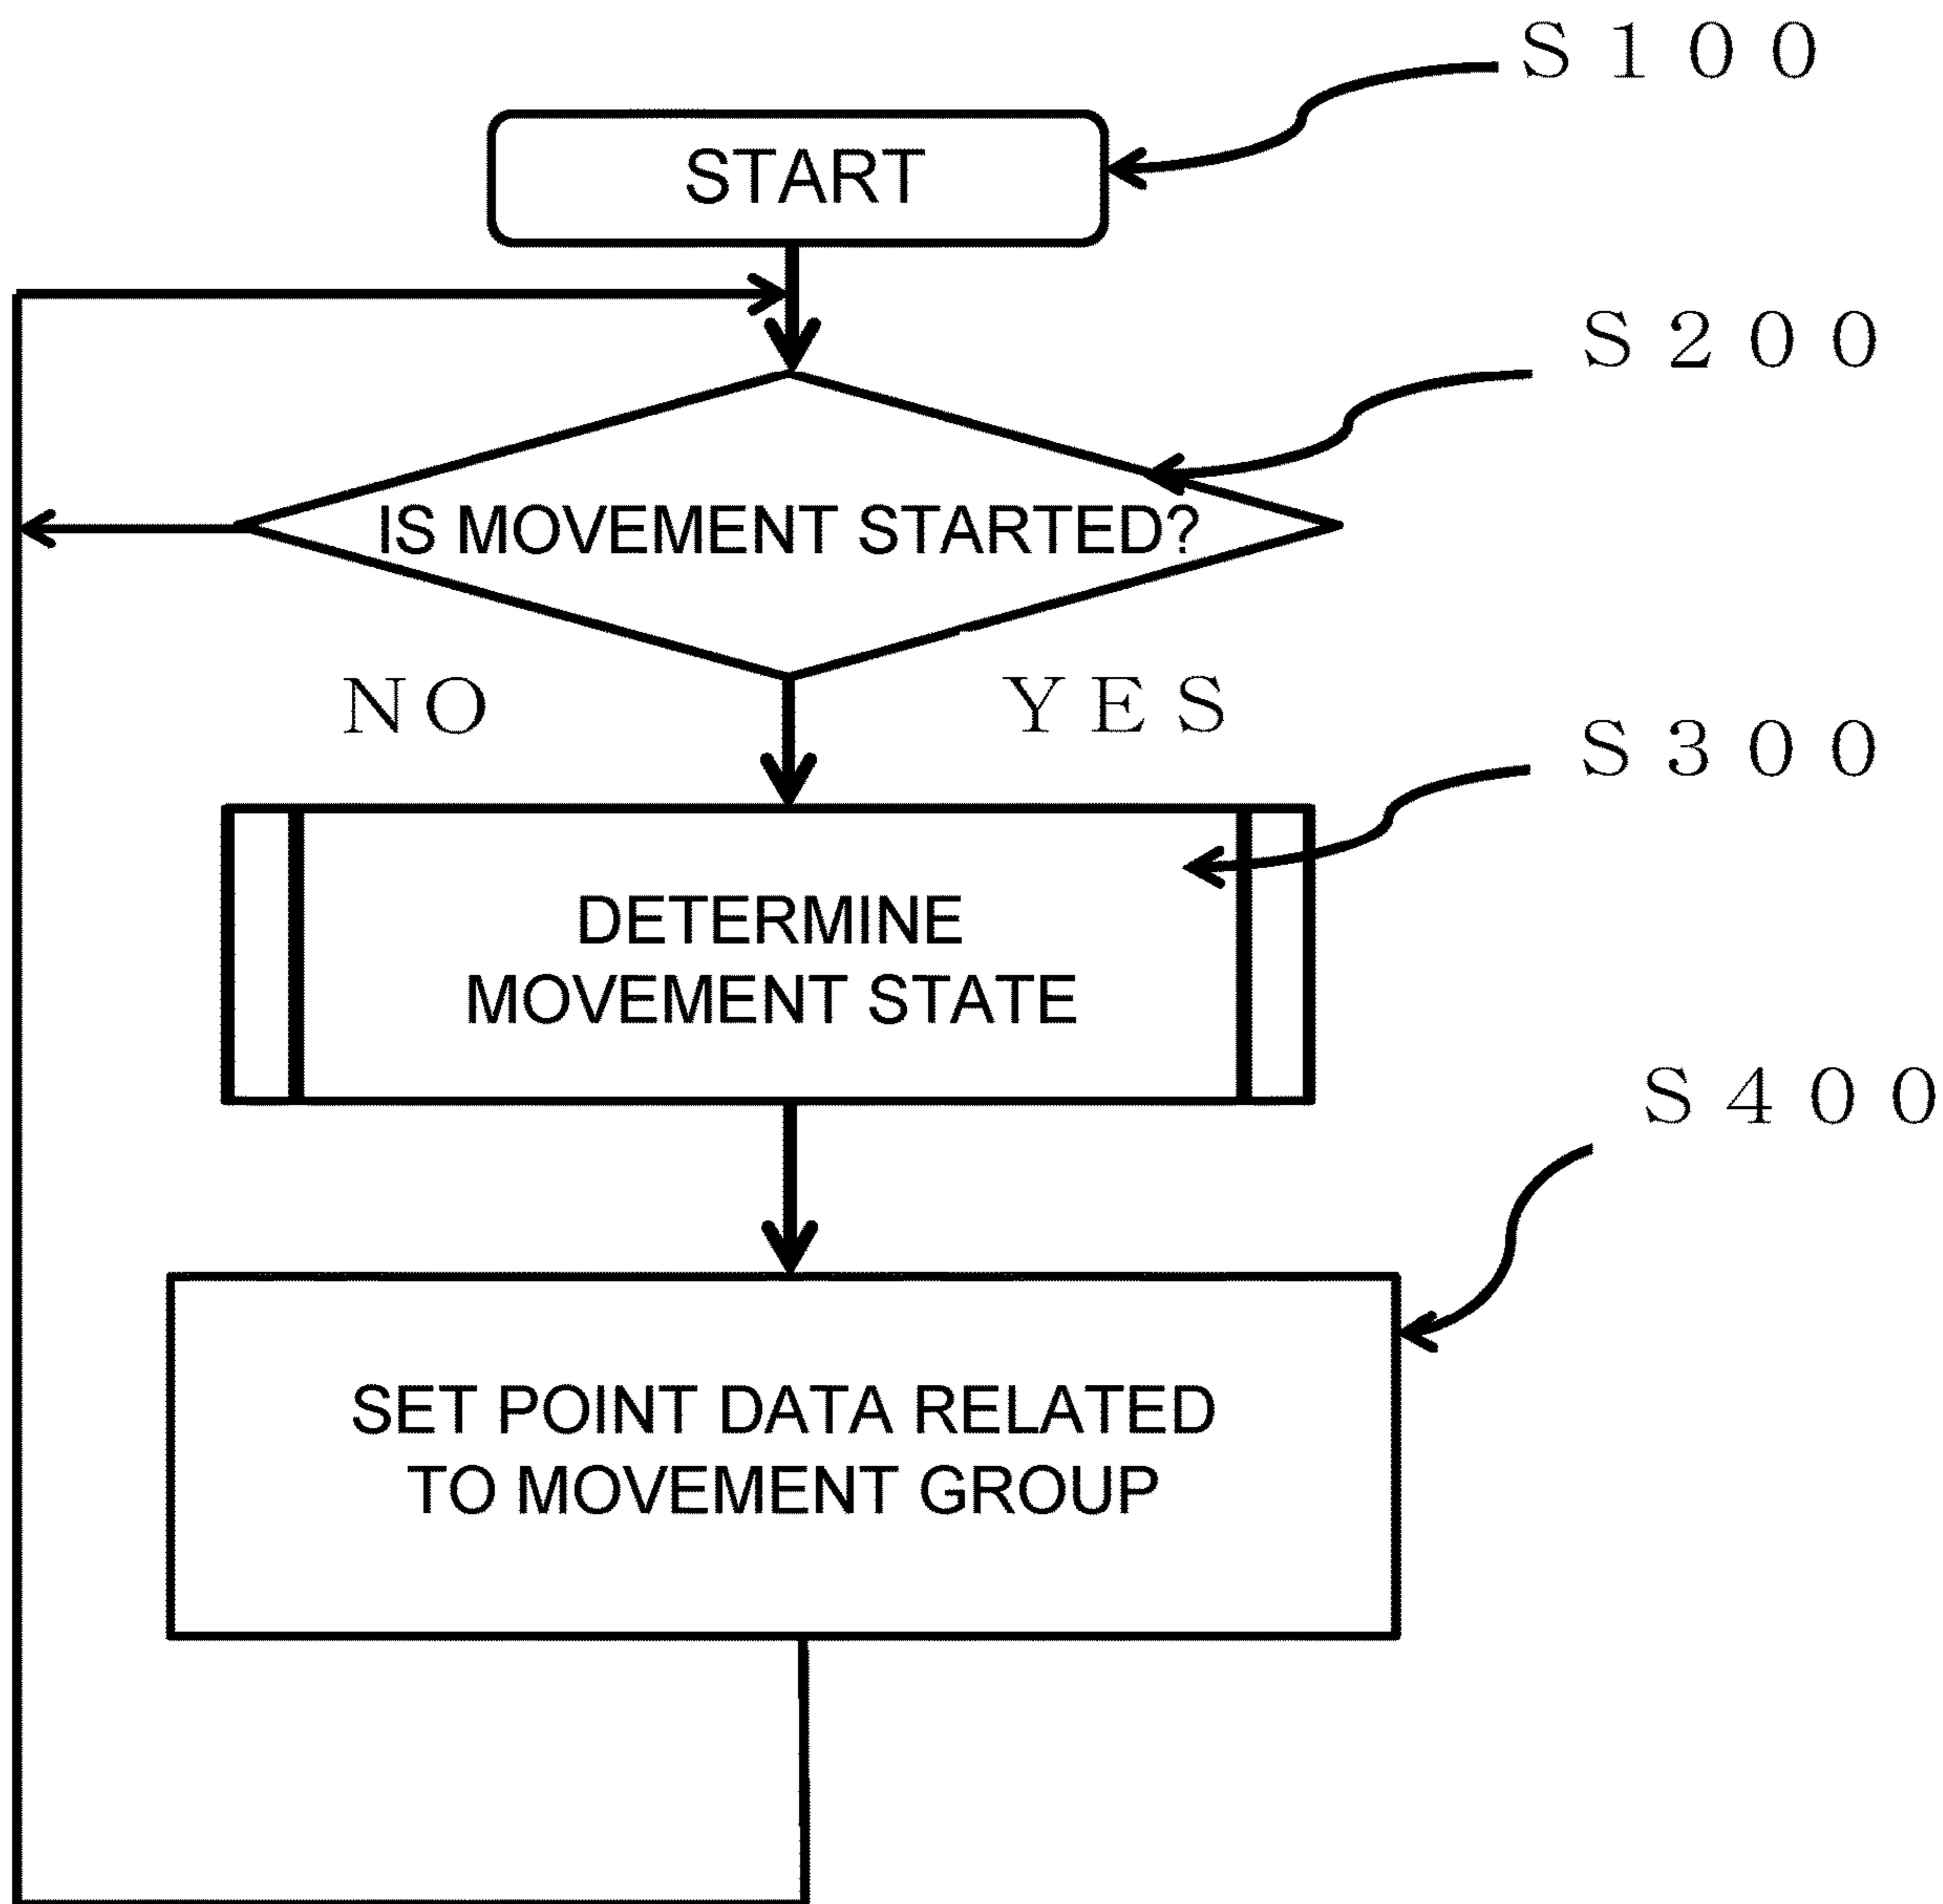 S100
START
S200
IS MOVEMENT STARTED?
NO
YES
S300
DETERMINE
MOVEMENT STATE
S400
SET POINT DATA RELATED
TO MOVEMENT GROUP